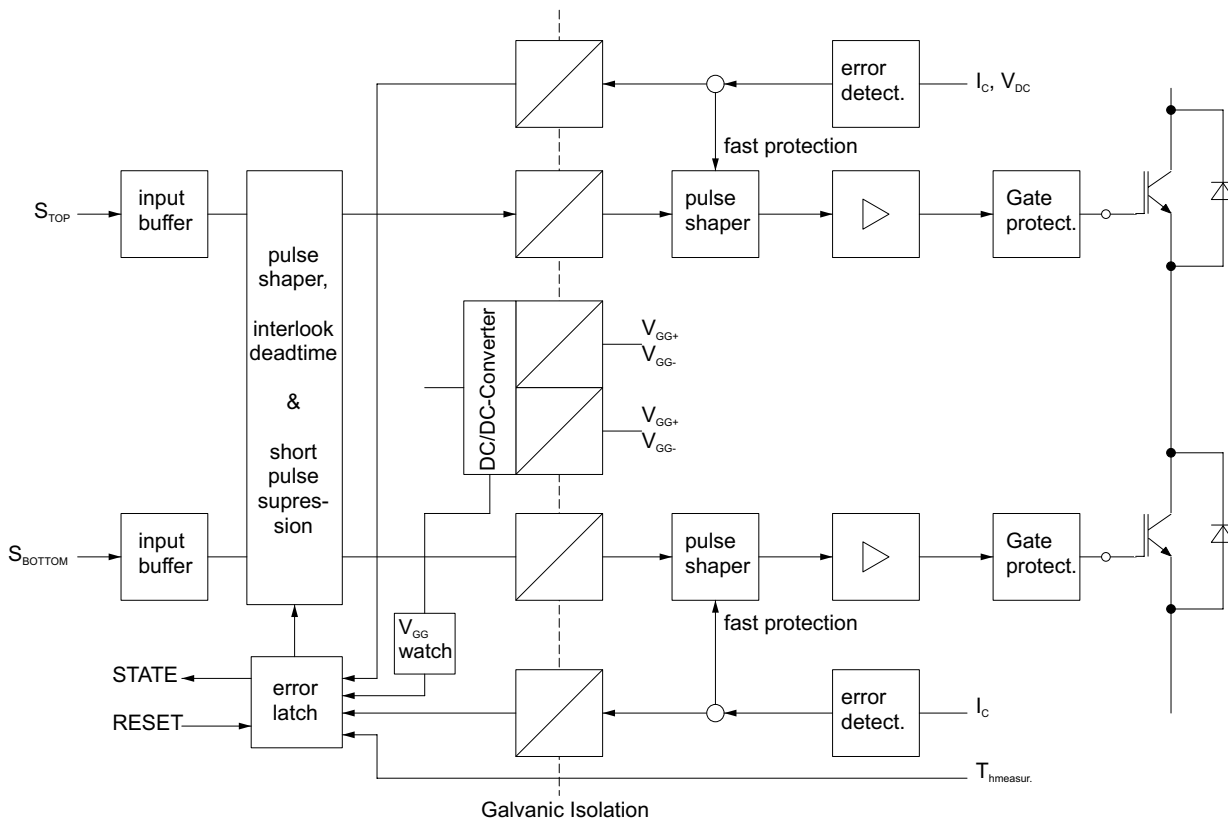 error
detect.
I_C, V_DC
fast protection
S_TOP
input
buffer
pulse
shaper,
interlook
deadtime
&
short
pulse
supres-
sion
pulse
shaper
Gate
protect.
DC/DC-Converter
V_GG+
V_GG-
V_GG+
V_GG-
S_BOTTOM
input
buffer
pulse
shaper
Gate
protect.
fast protection
V_GG
watch
STATE
RESET
error
latch
error
detect.
I_C
T_hmeasur.
Galvanic Isolation